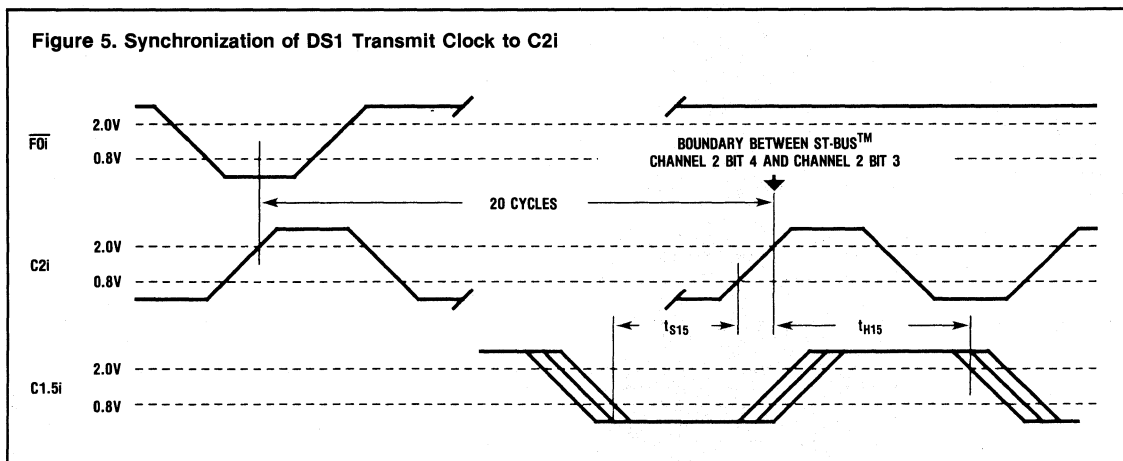 Figure 5. Synchronization of DS1 Transmit Clock to C2i
F0i
2.0V
0.8V
BOUNDARY BETWEEN ST-BUS™
CHANNEL 2 BIT 4 AND CHANNEL 2 BIT 3
20 CYCLES
C2i
2.0V
0.8V
tS15
tH15
C1.5i
2.0V
0.8V